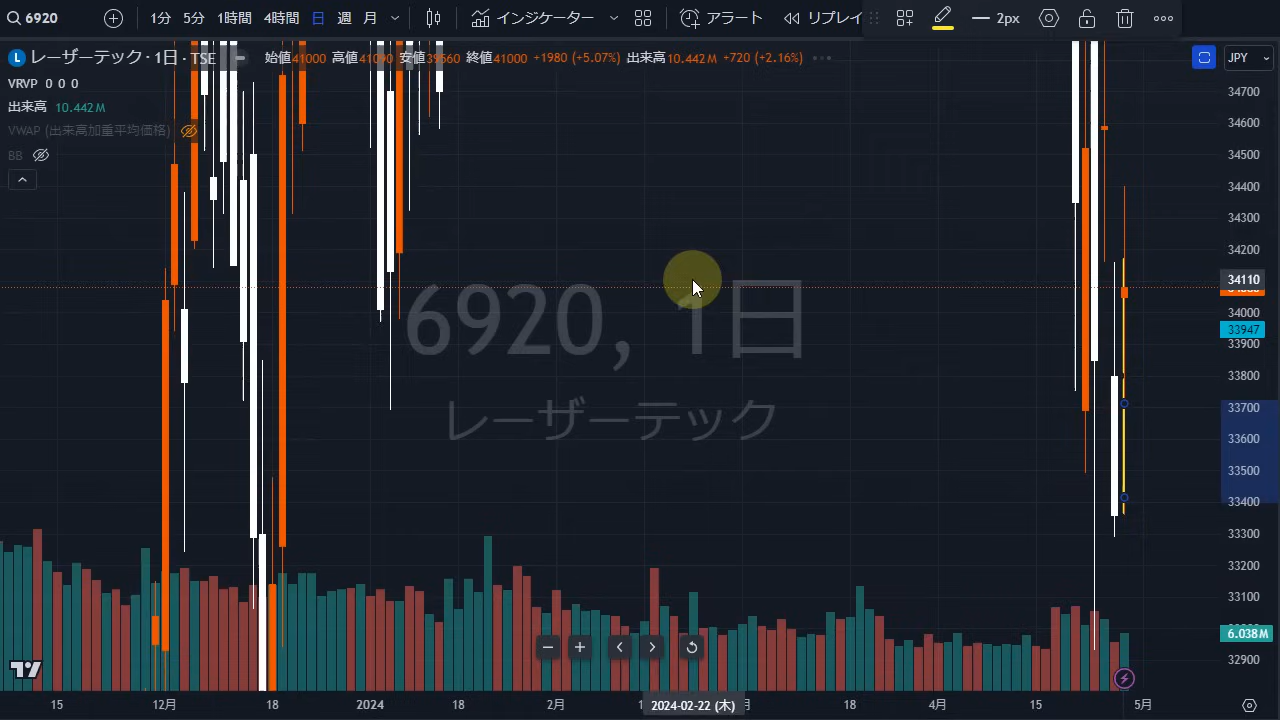 6920 1分 5分 1時間 4時間 日 週 月 インジケーター アラート リプレイ 2px
L レーザーテック · 1日 · TSE 始値41000 高値41090 安値39560 終値41000 +1980 (+5.07%) 出来高10.442M +720 (+2.16%) JPY
VRVP 0 0 0
出来高 10.442M
VWAP (出来高加重平均価格)
BB
34700
34600
34500
34400
34300
34200
34110
34000
33947
33900
33800
33700
33600
33500
33400
33300
33200
33100
6.038M
32900
6920, 1日
レーザーテック
15 12月 18 2024 18 2月 2024-02-22 (木) 18 4月 15 5月